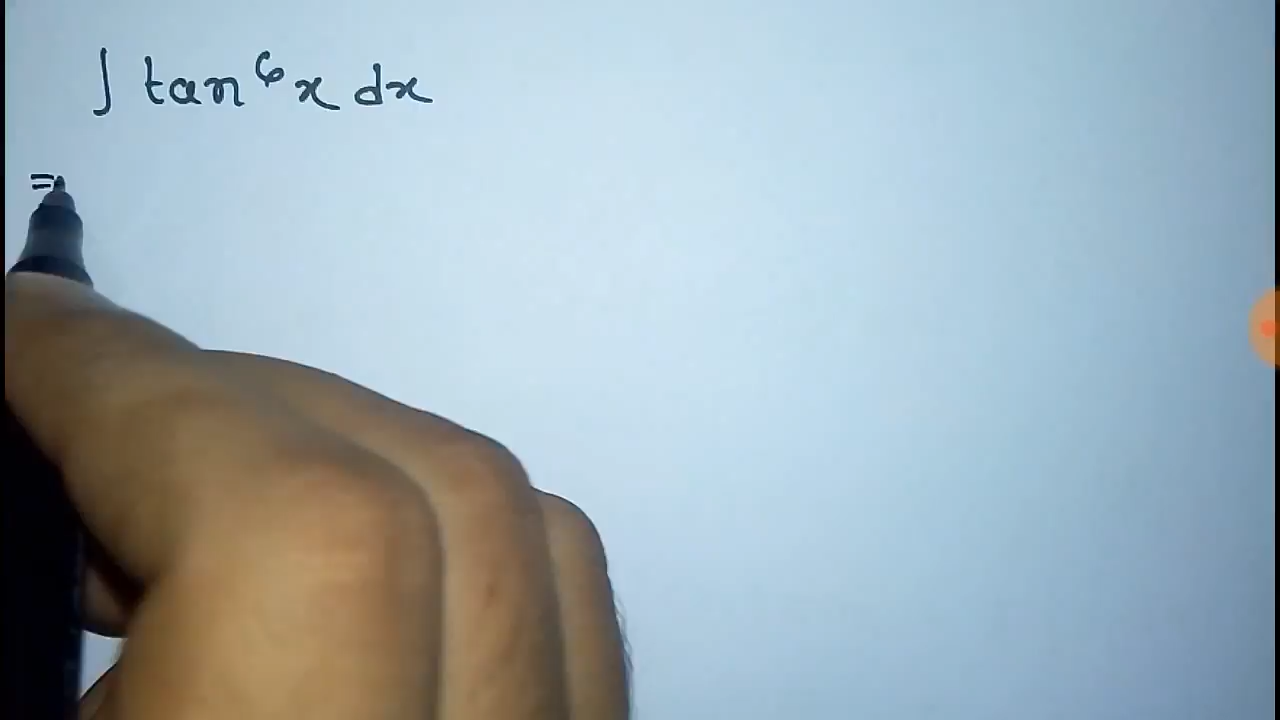 ∫ tan⁶x dx
=